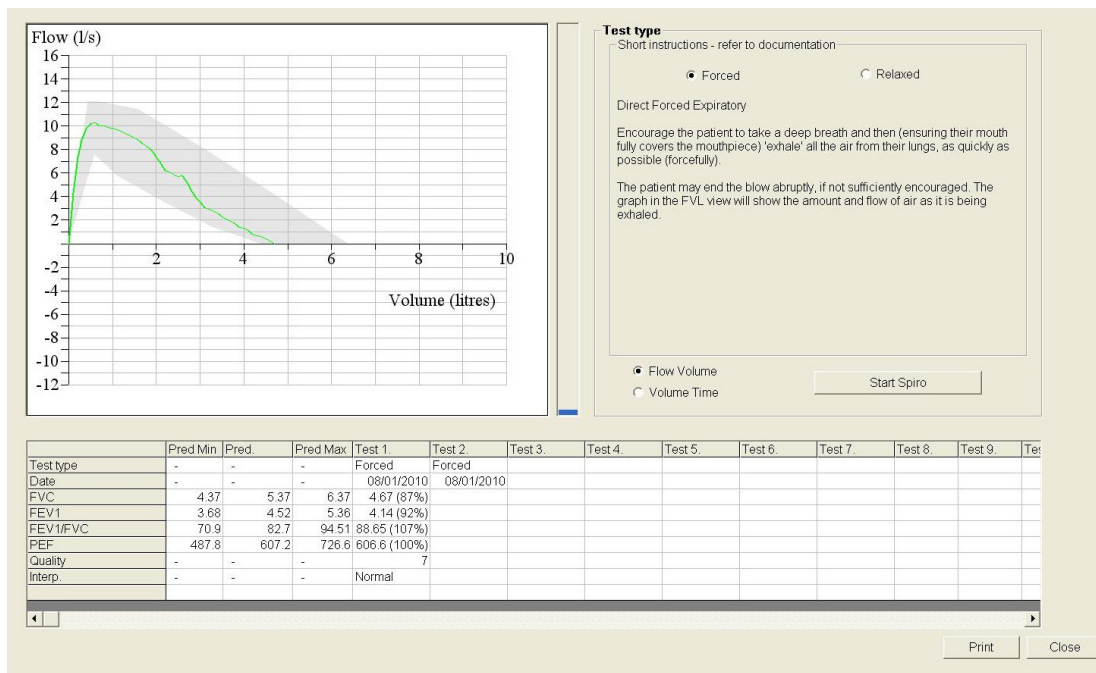 Flow (l/s)
16
14
12
10
8
6
4
2
-2
-4
-6
-8
-10
-12
2 4 6 8 10
Volume (litres)
Test type
Short instructions - refer to documentation
Forced Relaxed
Direct Forced Expiratory
Encourage the patient to take a deep breath and then (ensuring their mouth
fully covers the mouthpiece) 'exhale' all the air from their lungs, as quickly as
possible (forcefully).
The patient may end the blow abruptly, if not sufficiently encouraged. The
graph in the FVL view will show the amount and flow of air as it is being
exhaled.
Flow Volume
Volume Time
Start Spiro
Pred Min Pred. Pred Max Test 1. Test 2. Test 3. Test 4. Test 5. Test 6. Test 7. Test 8. Test 9. Tes
Test type - - - Forced Forced
Date - - - 08/01/2010 08/01/2010
FVC 4.37 5.37 6.37 4.67 (87%)
FEV1 3.68 4.52 5.36 4.14 (92%)
FEV1/FVC 70.9 82.7 94.51 88.65 (107%)
PEF 487.8 607.2 726.6 606.6 (100%)
Quality - - - 7
Interp. - - - Normal
Print Close